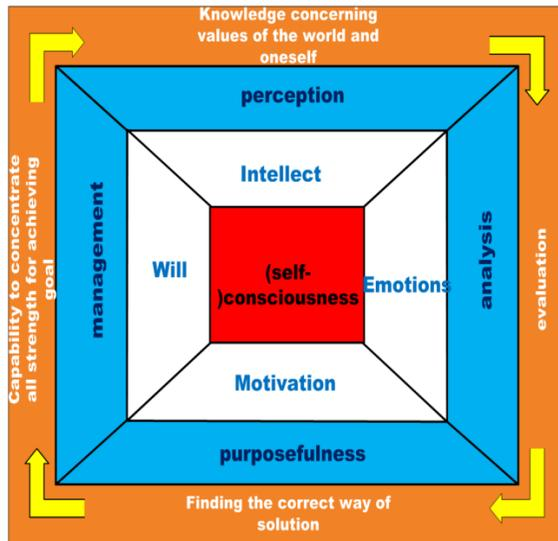 Knowledge concerning
values of the world and
oneself
perception
Intellect
management
Capability to concentrate
all strength for achieving
goal
Will
(self-
)consciousness
Emotions
analysis
evaluation
Motivation
purposefulness
Finding the correct way of
solution